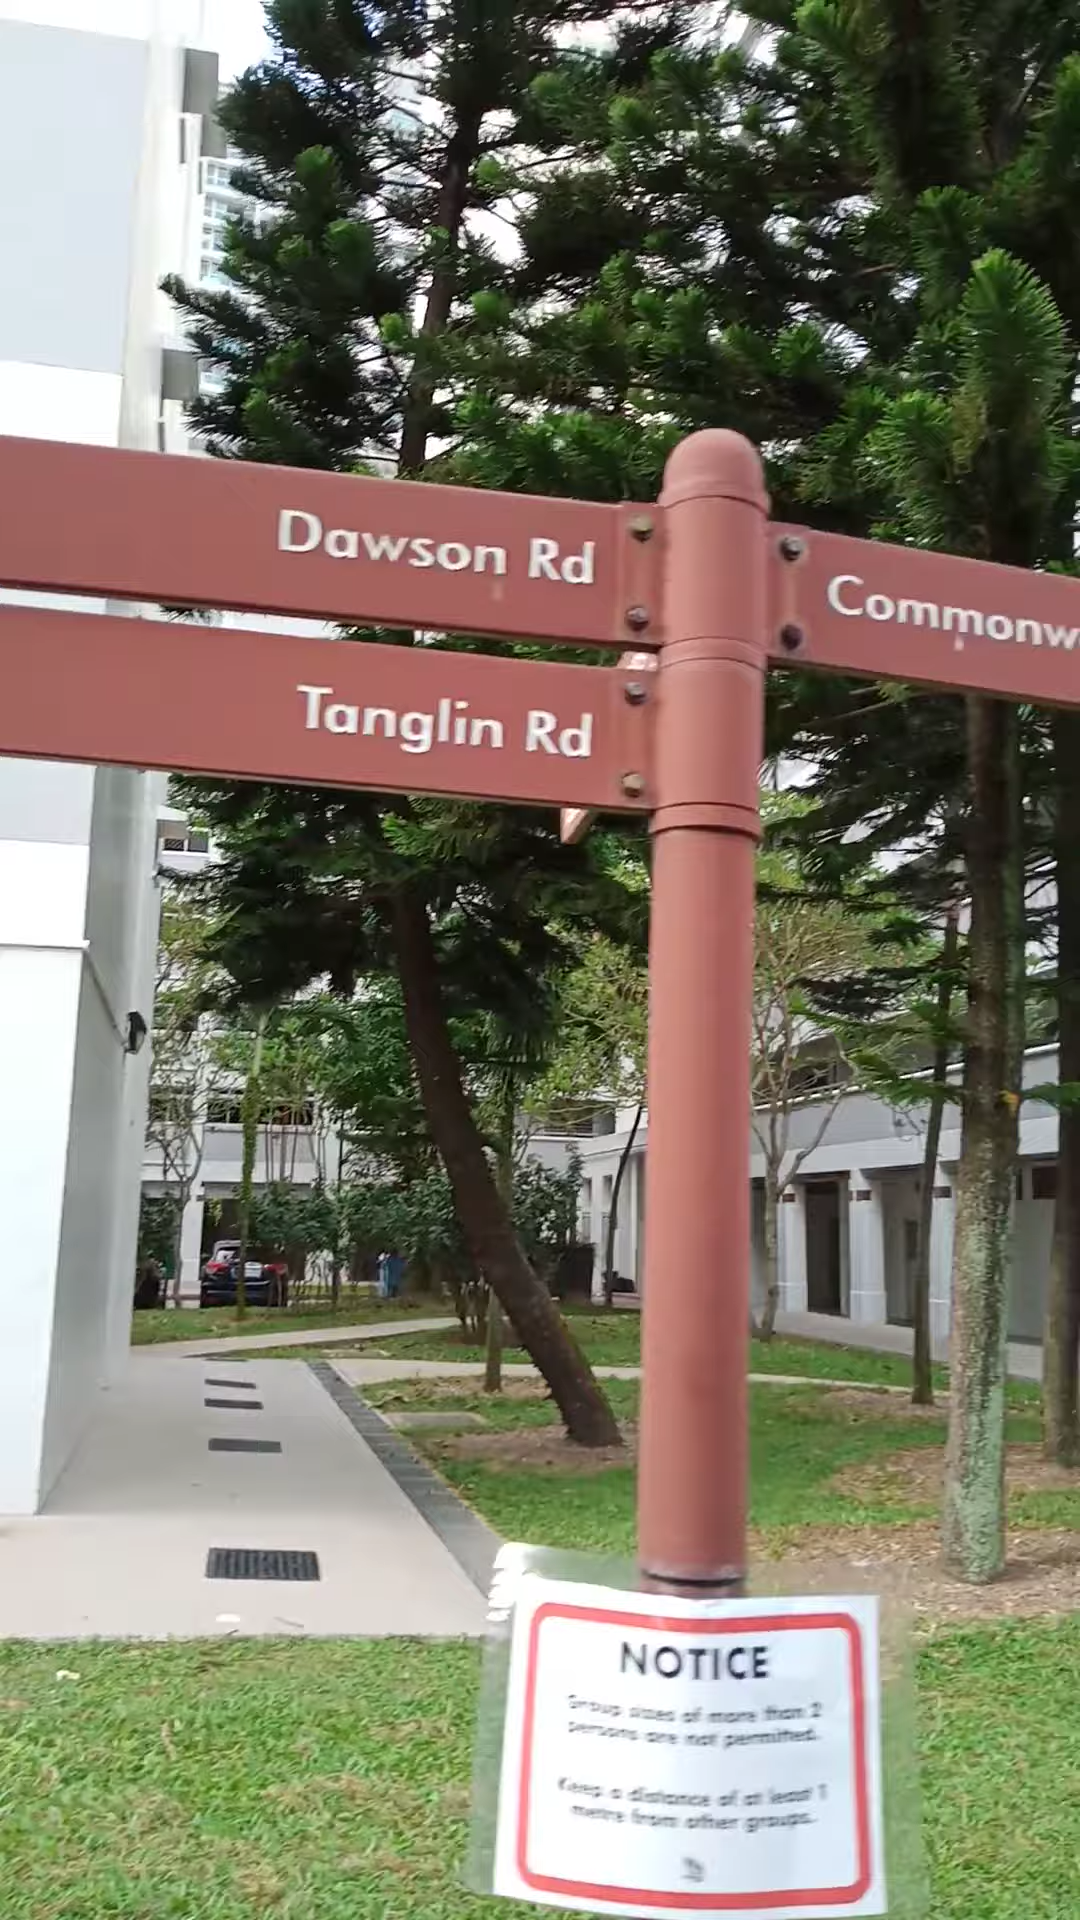 Dawson Rd
Commonw
Tanglin Rd
NOTICE
Group sizes of more than 2
persons are not permitted.
Keep a distance of at least 1
metre from other groups.